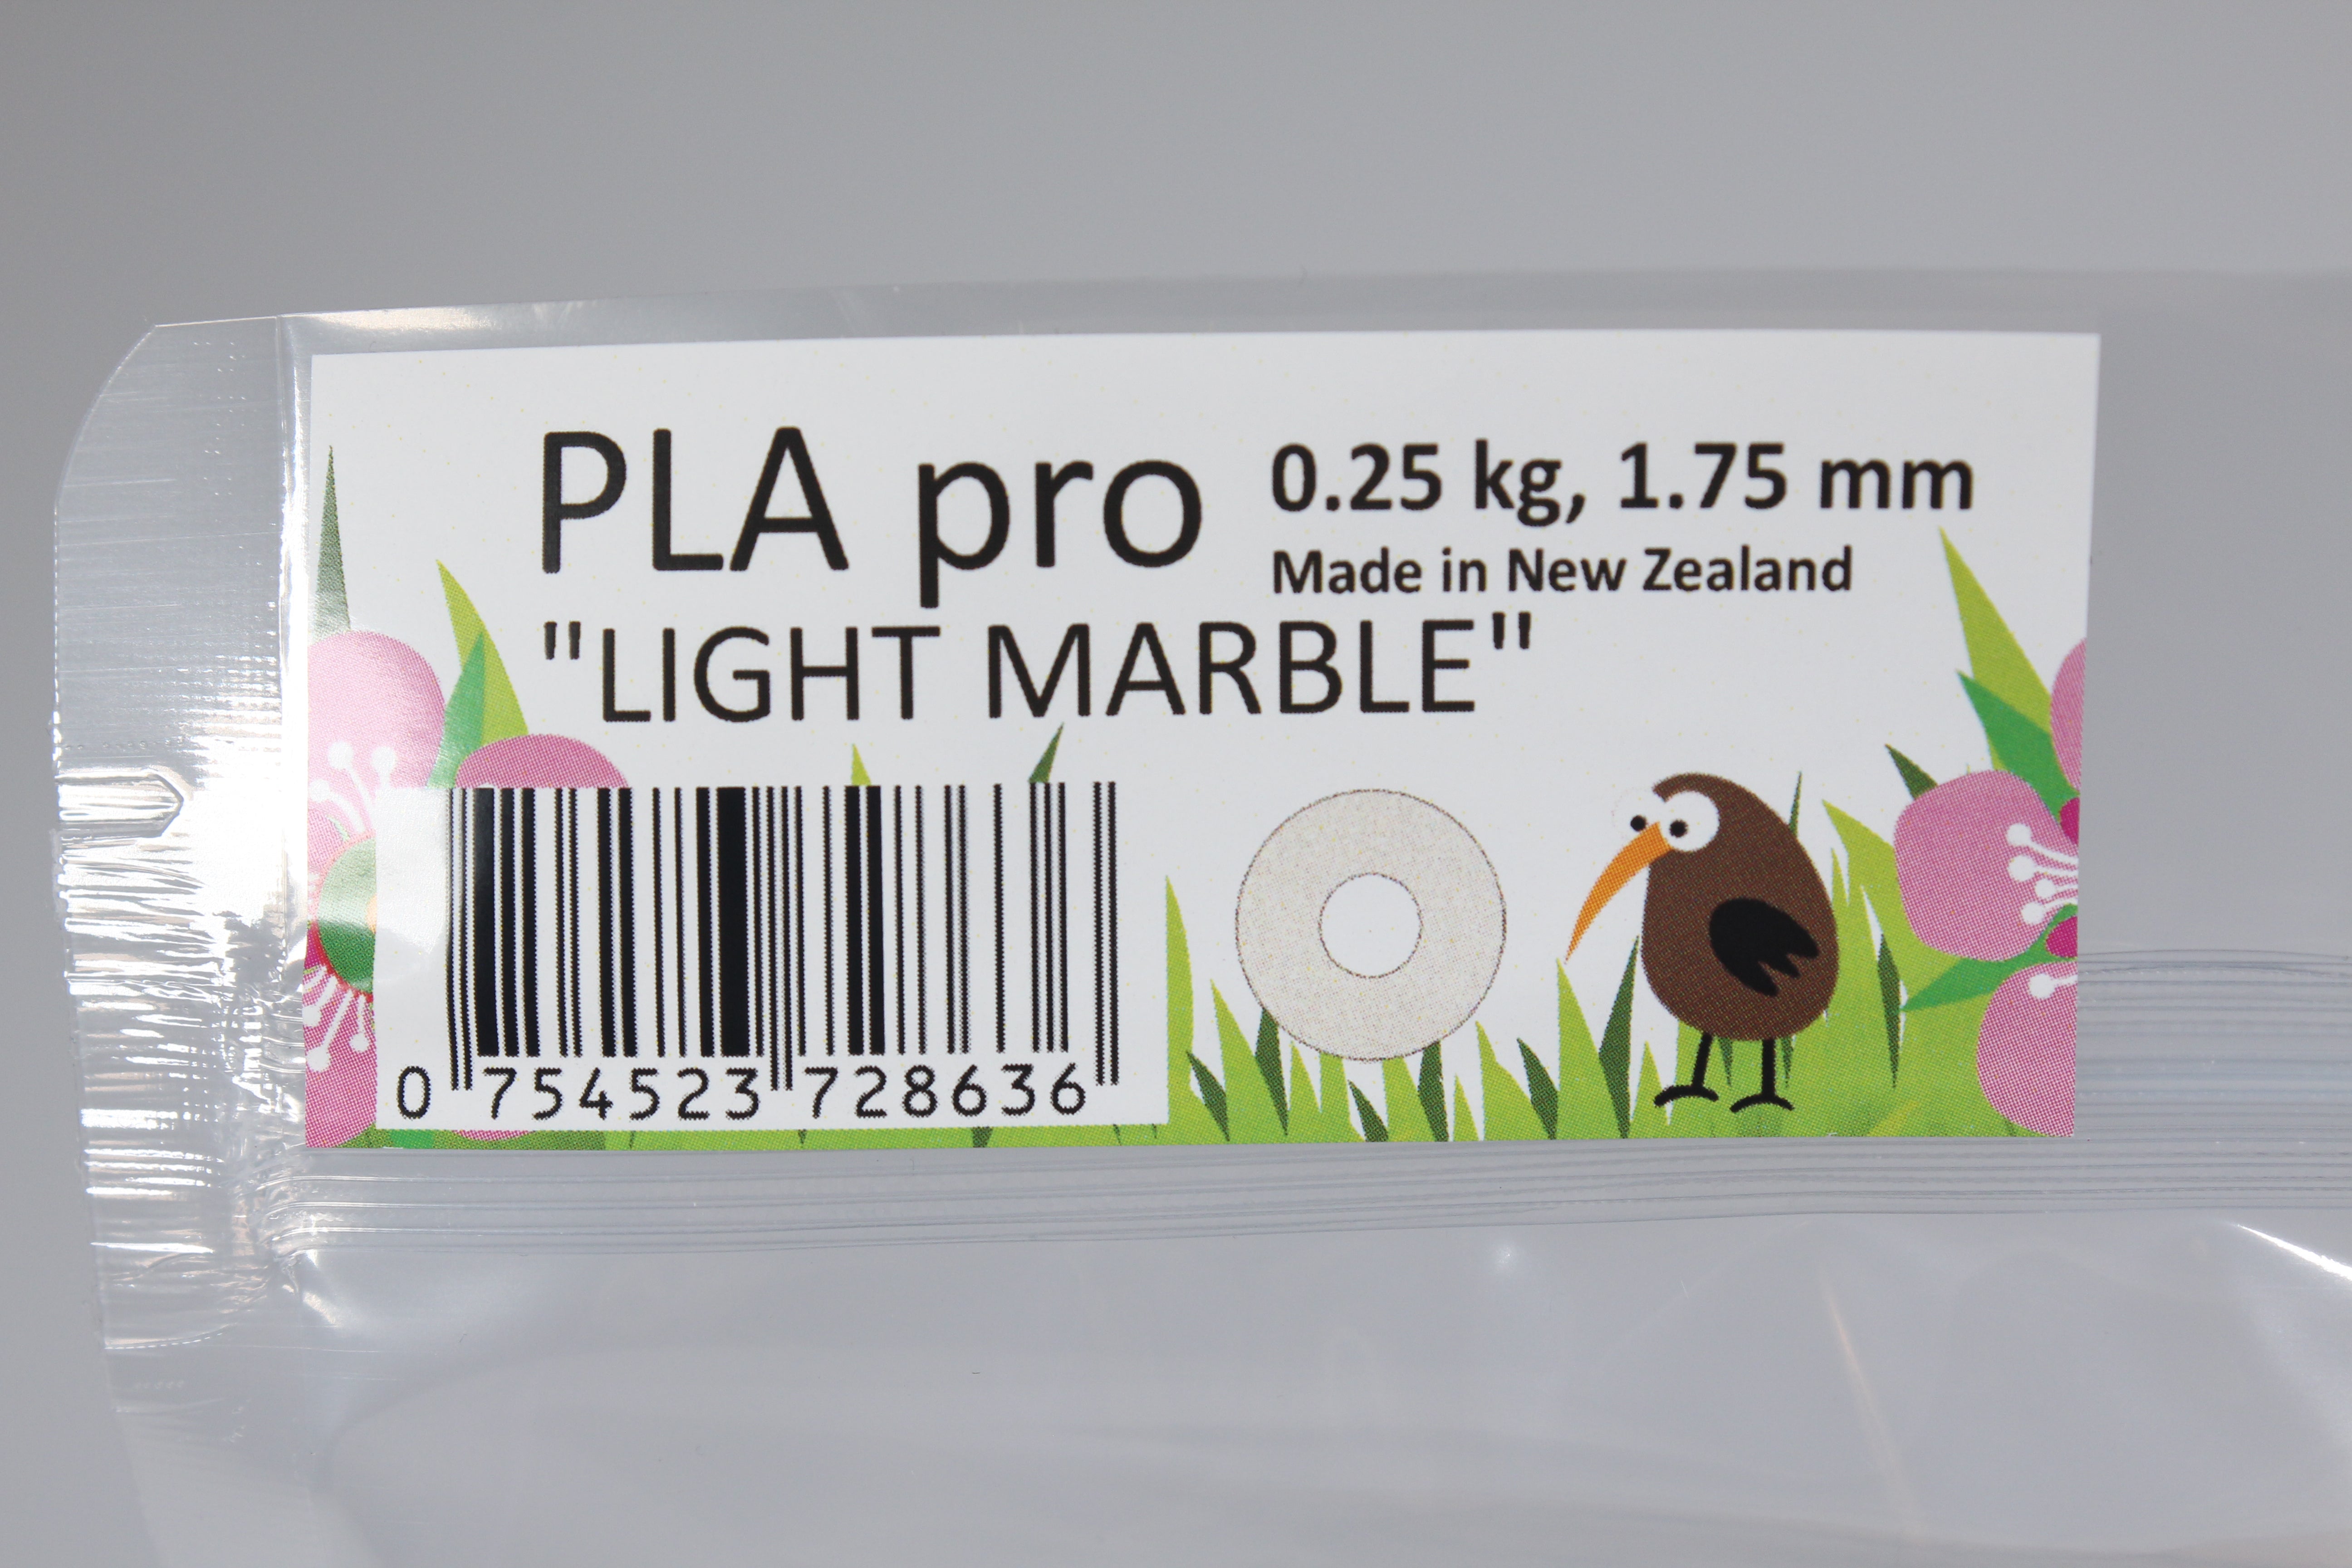 PLA pro
0.25 kg, 1.75 mm
Made in New Zealand
"LIGHT MARBLE"
0 754523 728636